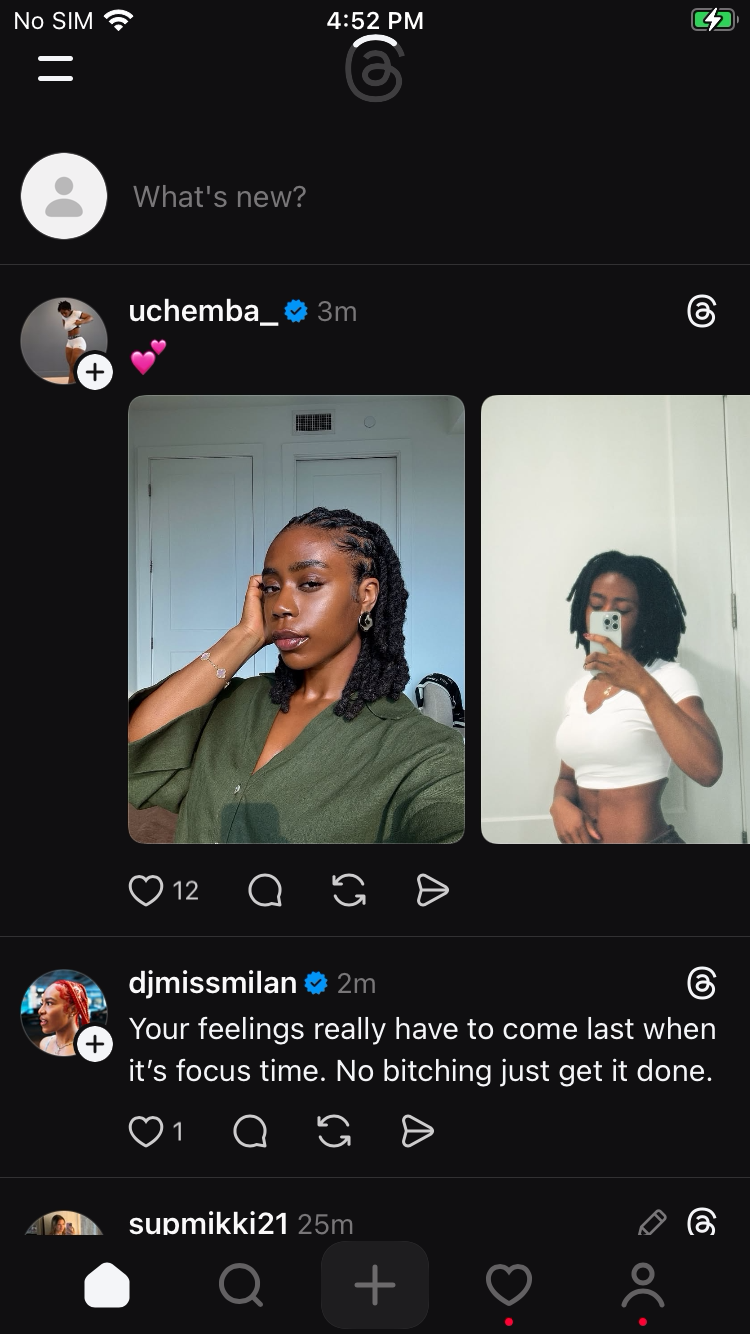 No SIM 4:52 PM
What's new?
uchemba_ 3m
💕
12
djmissmilan 2m
Your feelings really have to come last when
it’s focus time. No bitching just get it done.
1
supmikki21 25m